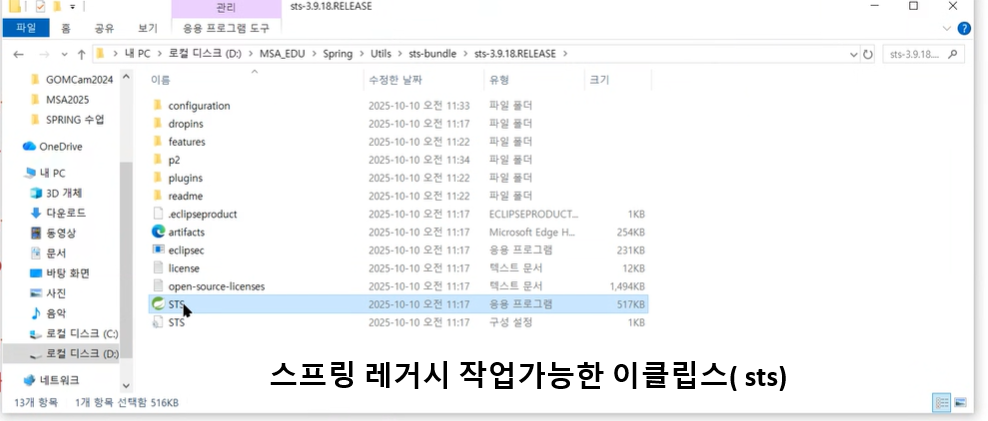 관리
sts-3.9.18.RELEASE
파일
홈
공유
보기
응용 프로그램 도구
내 PC > 로컬 디스크 (D:) > MSA_EDU > Spring > Utils > sts-bundle > sts-3.9.18.RELEASE >
sts-3.9.18....
GOMCam2024
MSA2025
SPRING 수업
OneDrive
내 PC
3D 개체
다운로드
동영상
문서
바탕 화면
사진
음악
로컬 디스크 (C:)
로컬 디스크 (D:)
네트워크
이름 수정한 날짜 유형 크기
configuration 2025-10-10 오전 11:33 파일 폴더
dropins 2025-10-10 오전 11:17 파일 폴더
features 2025-10-10 오전 11:22 파일 폴더
p2 2025-10-10 오전 11:34 파일 폴더
plugins 2025-10-10 오전 11:22 파일 폴더
readme 2025-10-10 오전 11:22 파일 폴더
.eclipseproduct 2025-10-10 오전 11:17 ECLIPSEPRODUCT... 1KB
artifacts 2025-10-10 오전 11:17 Microsoft Edge H... 254KB
eclipsec 2025-10-10 오전 11:17 응용 프로그램 231KB
license 2025-10-10 오전 11:17 텍스트 문서 12KB
open-source-licenses 2025-10-10 오전 11:17 텍스트 문서 1,494KB
STS 2025-10-10 오전 11:17 응용 프로그램 517KB
STS 2025-10-10 오전 11:17 구성 설정 1KB
스프링 레거시 작업가능한 이클립스( sts)
13개 항목 1개 항목 선택함 516KB